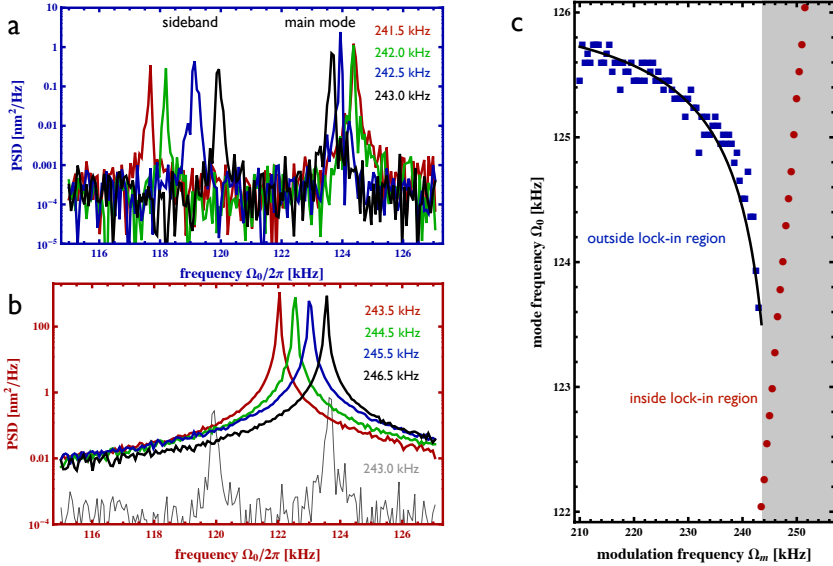 a
sideband
main mode
241.5 kHz
242.0 kHz
242.5 kHz
243.0 kHz
PSD [nm²/Hz]
10
1
0.1
0.01
0.001
10⁻⁴
10⁻⁵
116
118
120
122
124
126
frequency Ω₀/2π [kHz]
b
243.5 kHz
244.5 kHz
245.5 kHz
246.5 kHz
243.0 kHz
PSD [nm²/Hz]
100
1
0.01
10⁻⁴
116
118
120
122
124
126
frequency Ω₀/2π [kHz]
c
mode frequency Ω₀ [kHz]
126
125
124
123
122
outside lock-in region
inside lock-in region
210
220
230
240
250
modulation frequency Ωₘ [kHz]